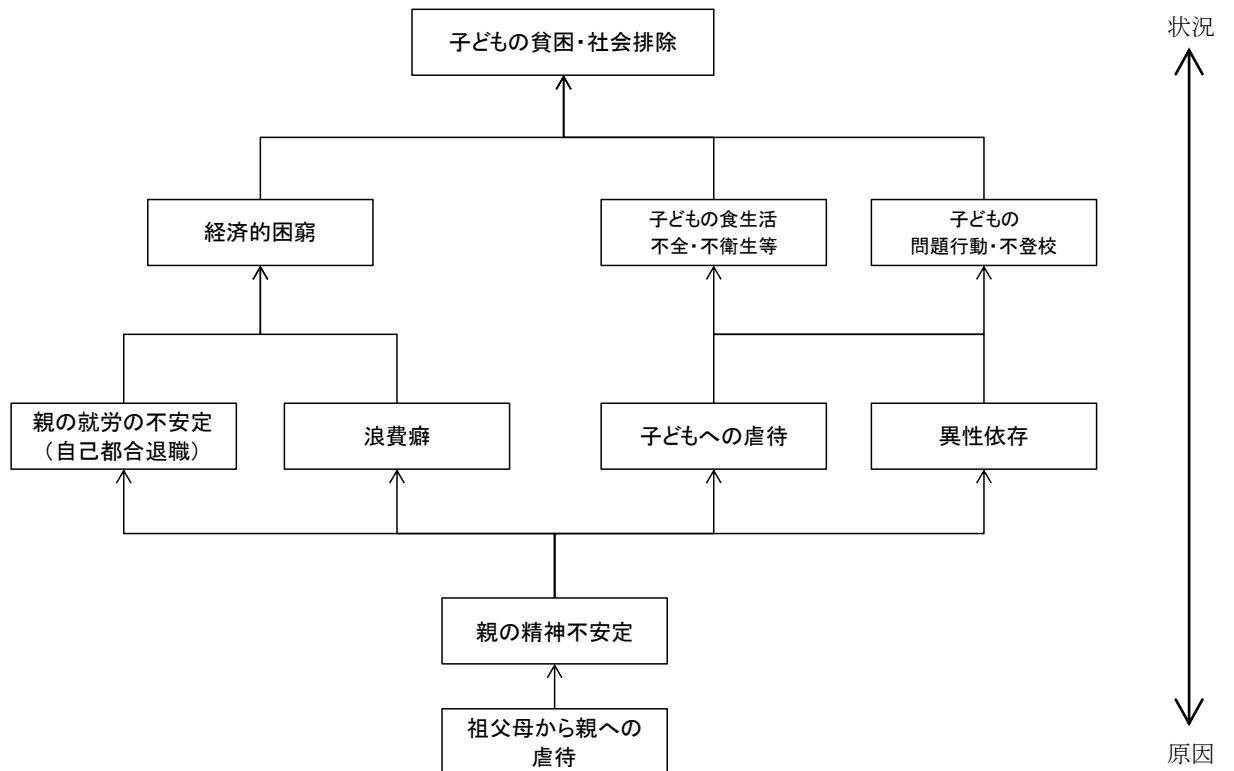 子どもの貧困・社会排除
状況
経済的困窮
子どもの食生活
不全・不衛生等
子どもの
問題行動・不登校
親の就労の不安定
（自己都合退職）
浪費癖
子どもへの虐待
異性依存
親の精神不安定
祖父母から親への
虐待
原因